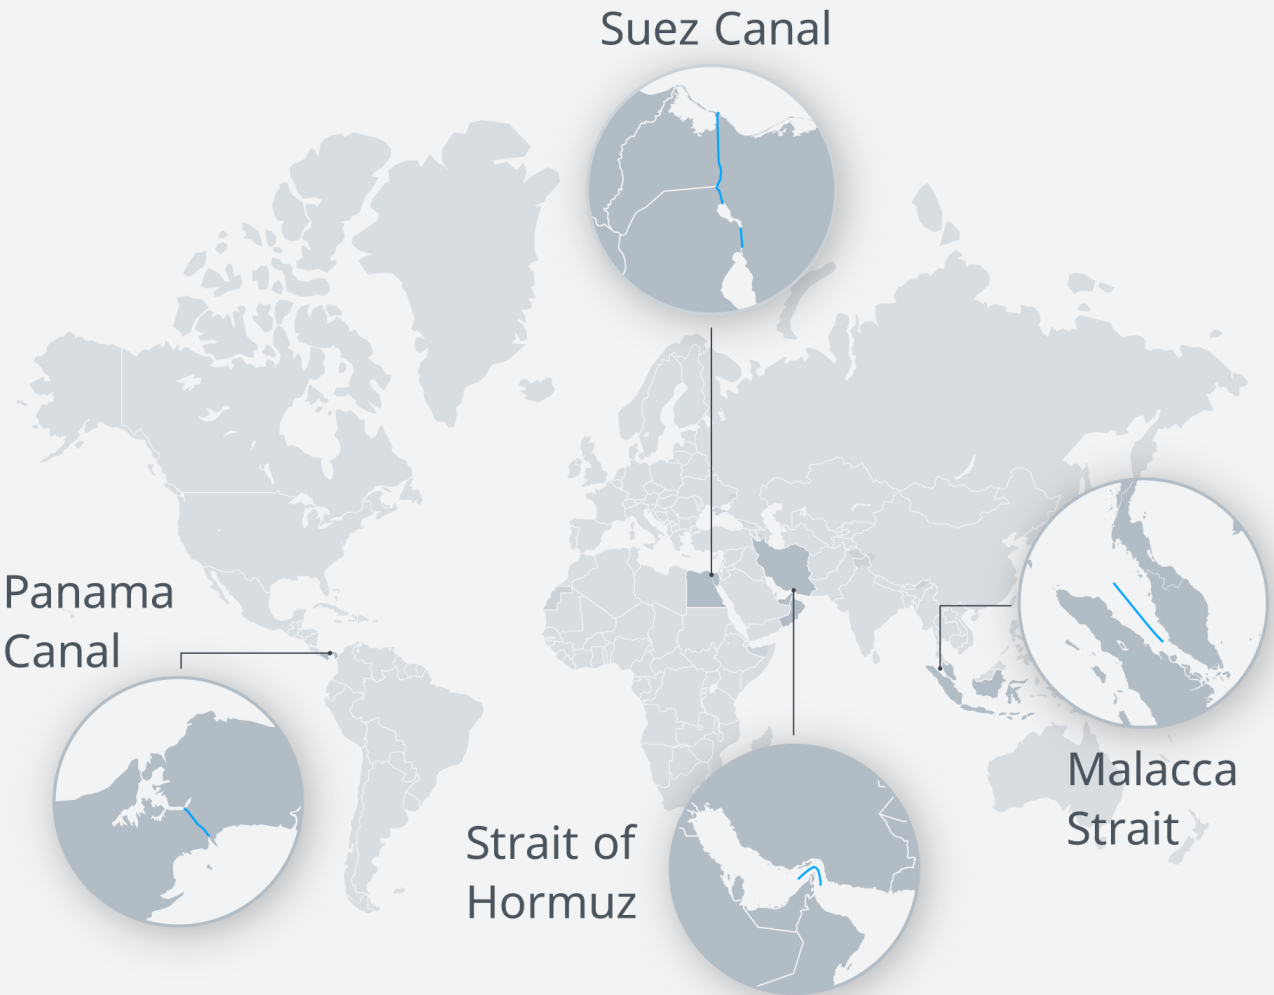 Suez Canal
Panama
Canal
Malacca
Strait
Strait of
Hormuz